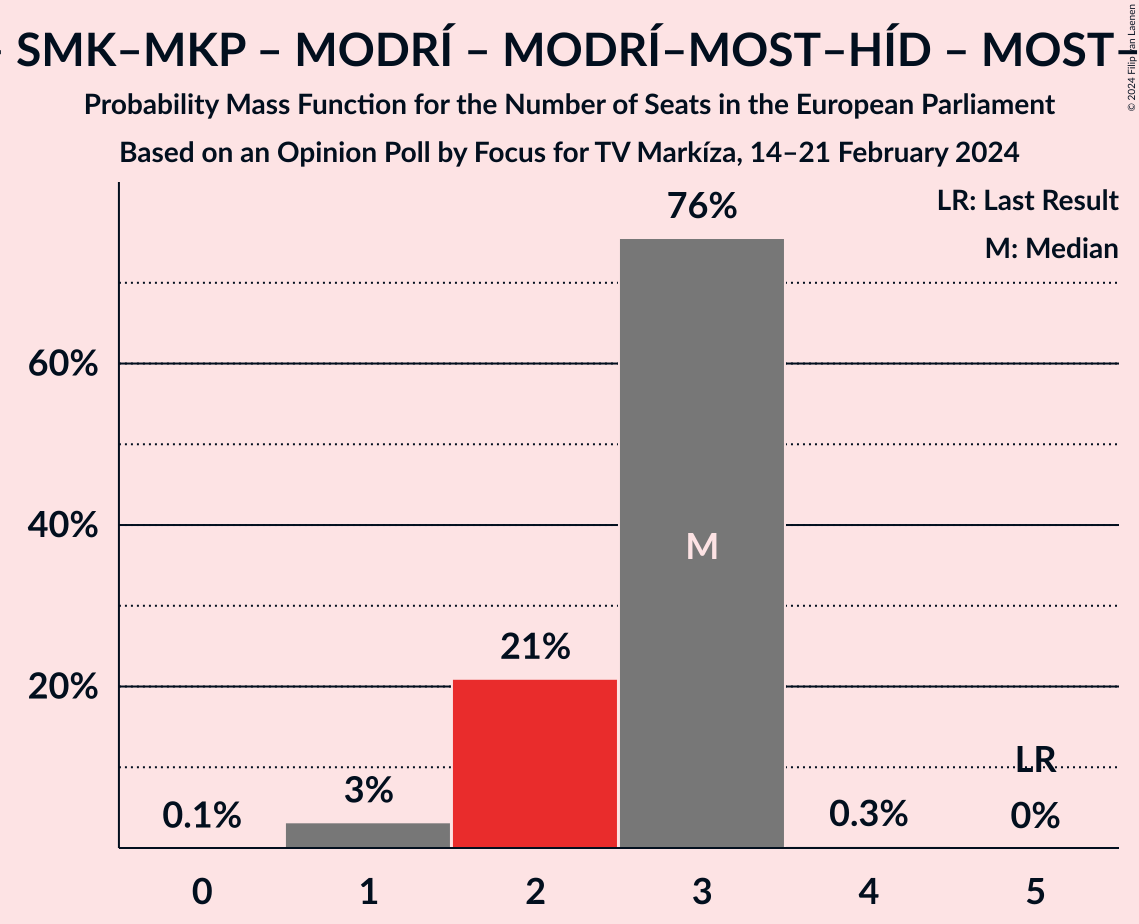 – SMK–MKP – MODRÍ – MODRÍ–MOST–HÍD – MOST–
Probability Mass Function for the Number of Seats in the European Parliament
Based on an Opinion Poll by Focus for TV Markíza, 14–21 February 2024
© 2024 Filip van Laenen
LR: Last Result
M: Median
76%
60%
40%
M
21%
20%
LR
3%
0.1%
0.3%
0%
0 1 2 3 4 5